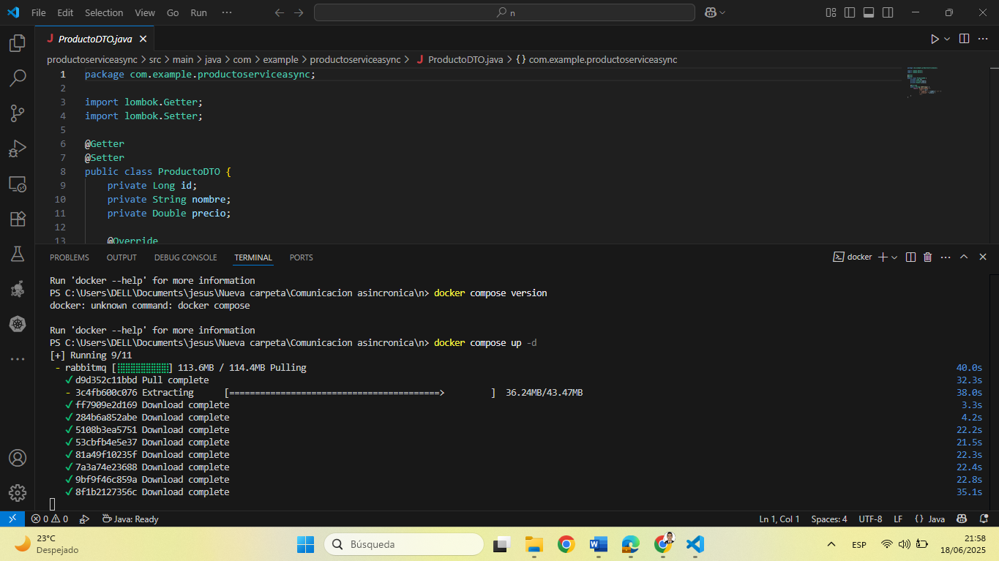 File Edit Selection View Go Run ···
n
J ProductoDTO.java ×
productoserviceasync > src > main > java > com > example > productoserviceasync > J ProductoDTO.java > {} com.example.productoserviceasync
1 package com.example.productoserviceasync;
2
3 import lombok.Getter;
4 import lombok.Setter;
5
6 @Getter
7 @Setter
8 public class ProductoDTO {
9 private Long id;
10 private String nombre;
11 private Double precio;
12
13 @Override
PROBLEMS OUTPUT DEBUG CONSOLE TERMINAL PORTS
docker
Run 'docker --help' for more information
PS C:\Users\DELL\Documents\jesus\Nueva carpeta\Comunicacion asincronica\n> docker compose version
docker: unknown command: docker compose
Run 'docker --help' for more information
PS C:\Users\DELL\Documents\jesus\Nueva carpeta\Comunicacion asincronica\n> docker compose up -d
[+] Running 9/11
- rabbitmq [⣿⣿⣿⣿⣿⣿⣿⣿⣿⣿] 113.6MB / 114.4MB Pulling 40.0s
✔ d9d352c11bbd Pull complete 32.3s
- 3c4fb600c076 Extracting [=========================================> ] 36.24MB/43.47MB 38.0s
✔ ff7909e2d169 Download complete 3.3s
✔ 284b6a852abe Download complete 4.2s
✔ 5108b3ea5751 Download complete 22.2s
✔ 53cbfb4e5e37 Download complete 21.5s
✔ 81a49f10235f Download complete 22.3s
✔ 7a3a74e23688 Download complete 22.4s
✔ 9bf9f46c859a Download complete 22.8s
✔ 8f1b2127356c Download complete 35.1s
0 0 Java: Ready Ln 1, Col 1 Spaces: 4 UTF-8 LF {} Java
23°C
Despejado
Búsqueda
ESP
21:58
18/06/2025